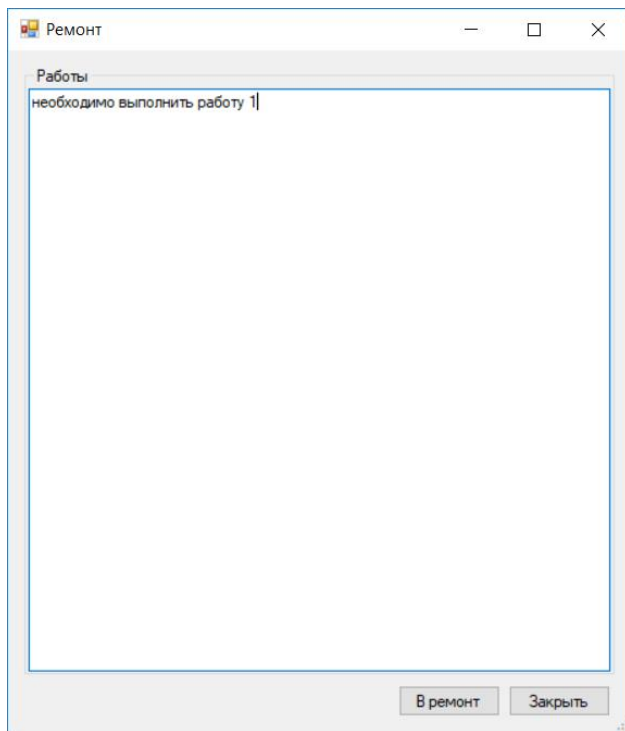 Ремонт
Работы
необходимо выполнить работу 1
В ремонт
Закрыть